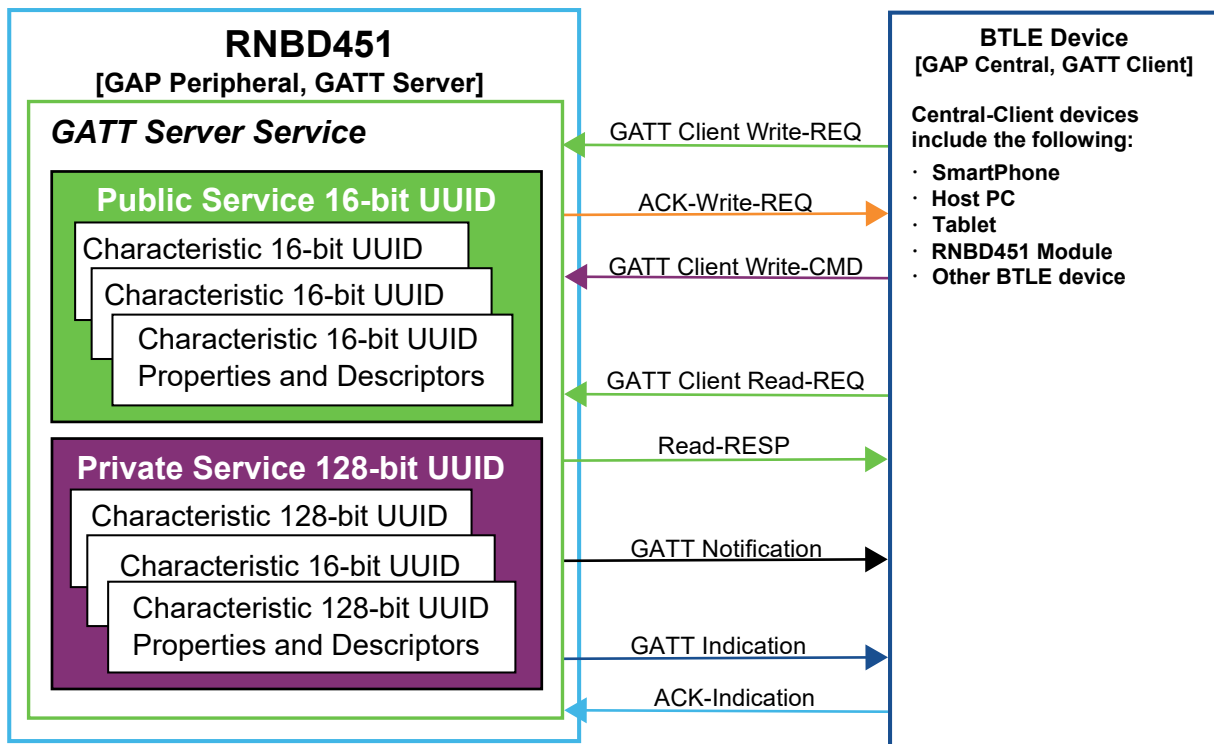 RNBD451
[GAP Peripheral, GATT Server]
GATT Server Service
Public Service 16-bit UUID
Characteristic 16-bit UUID
Characteristic 16-bit UUID
Characteristic 16-bit UUID
Properties and Descriptors
Private Service 128-bit UUID
Characteristic 128-bit UUID
Characteristic 16-bit UUID
Characteristic 128-bit UUID
Properties and Descriptors
GATT Client Write-REQ
ACK-Write-REQ
GATT Client Write-CMD
GATT Client Read-REQ
Read-RESP
GATT Notification
GATT Indication
ACK-Indication
BTLE Device
[GAP Central, GATT Client]
Central-Client devices
include the following:
· SmartPhone
· Host PC
· Tablet
· RNBD451 Module
· Other BTLE device